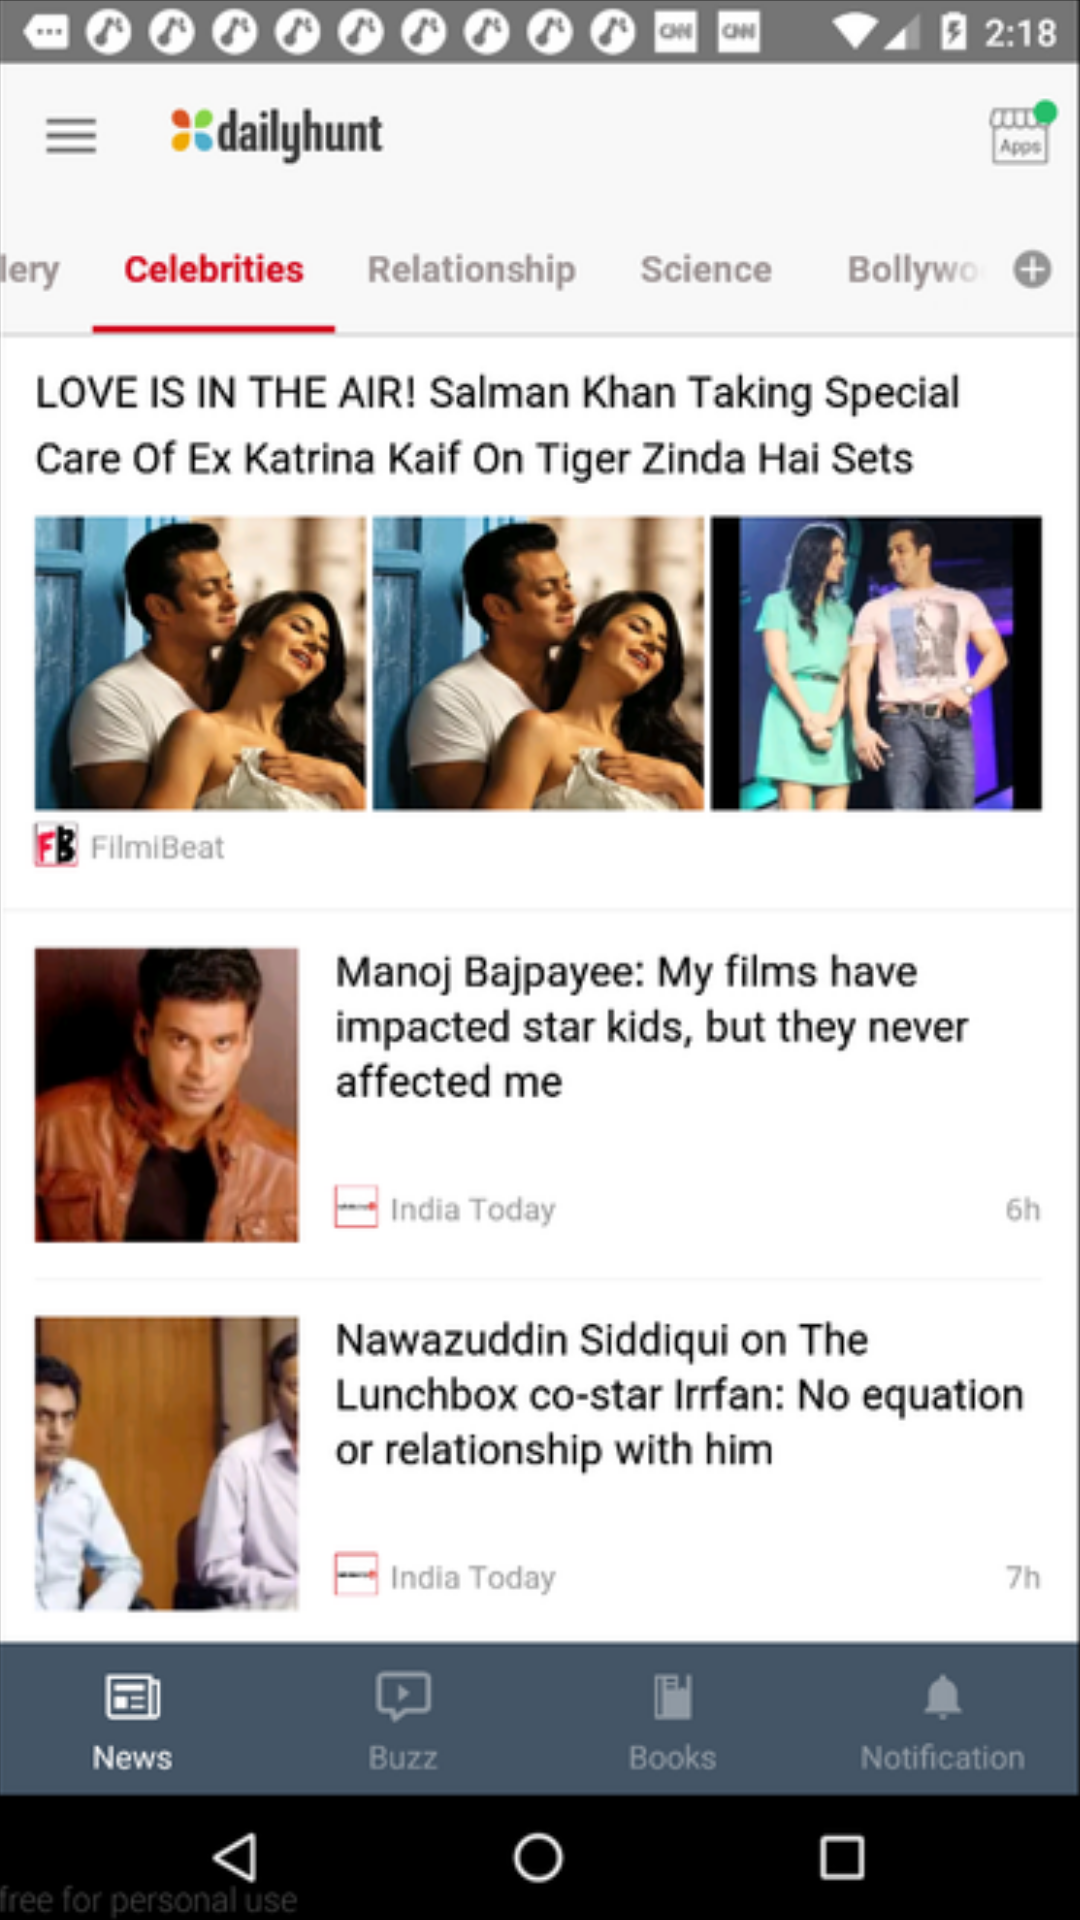 CNN CNN 2:18
dailyhunt
Apps
lery Celebrities Relationship Science Bollywo
LOVE IS IN THE AIR! Salman Khan Taking Special
Care Of Ex Katrina Kaif On Tiger Zinda Hai Sets
FB FilmiBeat
Manoj Bajpayee: My films have
impacted star kids, but they never
affected me
India Today 6h
Nawazuddin Siddiqui on The
Lunchbox co-star Irrfan: No equation
or relationship with him
India Today 7h
News Buzz Books Notification
free for personal use